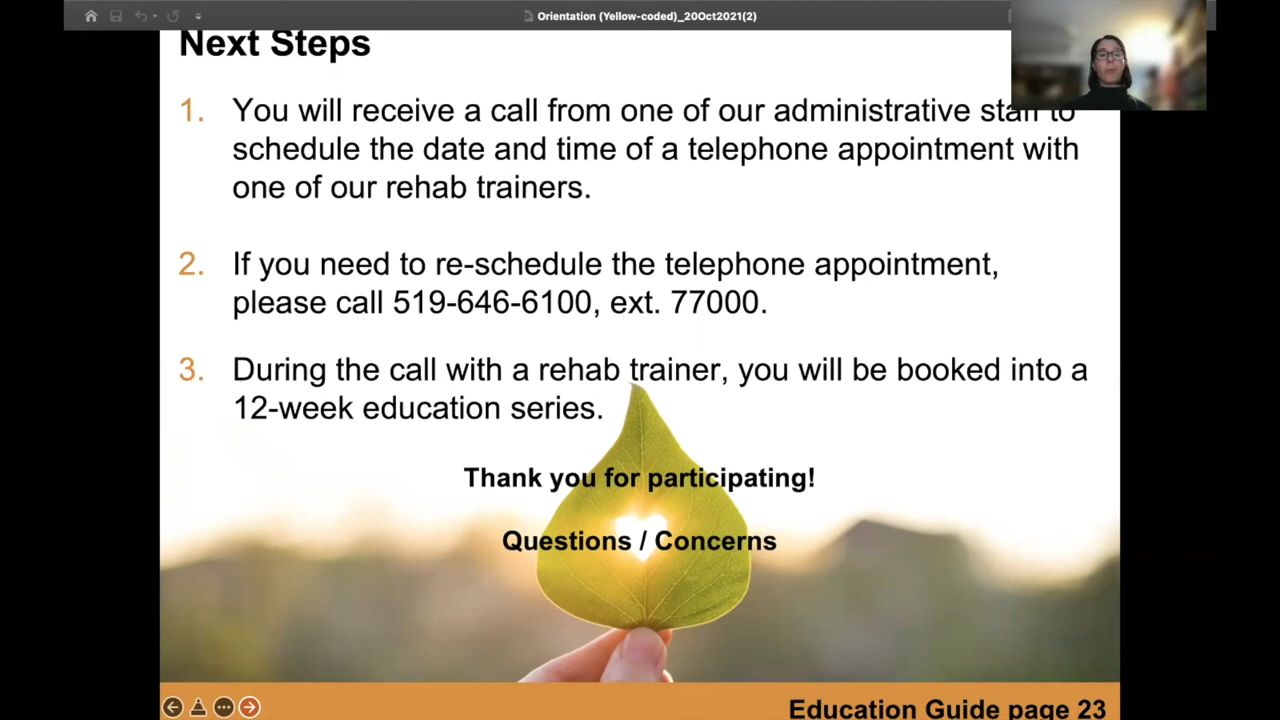 Orientation (Yellow-coded)_20Oct2021(2)
Next Steps
1. You will receive a call from one of our administrative staff to
schedule the date and time of a telephone appointment with
one of our rehab trainers.
2. If you need to re-schedule the telephone appointment,
please call 519-646-6100, ext. 77000.
3. During the call with a rehab trainer, you will be booked into a
12-week education series.
Thank you for participating!
Questions / Concerns
Education Guide page 23